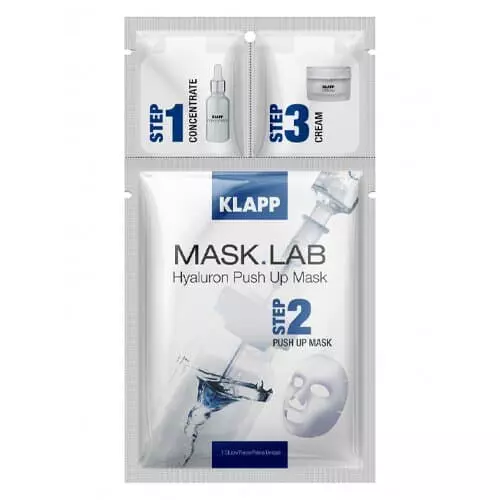 STEP 1
CONCENTRATE
KLAPP
STEP 3
CREAM
KLAPP
KLAPP
MASK.LAB
Hyaluron Push Up Mask
STEP 2
PUSH UP MASK